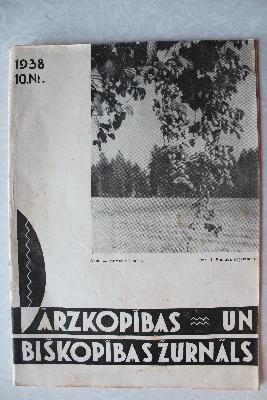 1938
10.Nr.
DĀRZKOPĪBAS UN
BIŠKOPĪBAS ŽURNĀLS